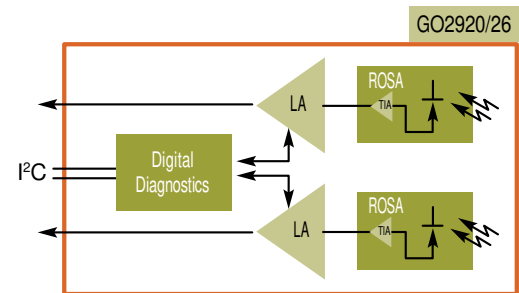 GO2920/26
LA
ROSA
TIA
I²C
Digital
Diagnostics
LA
ROSA
TIA